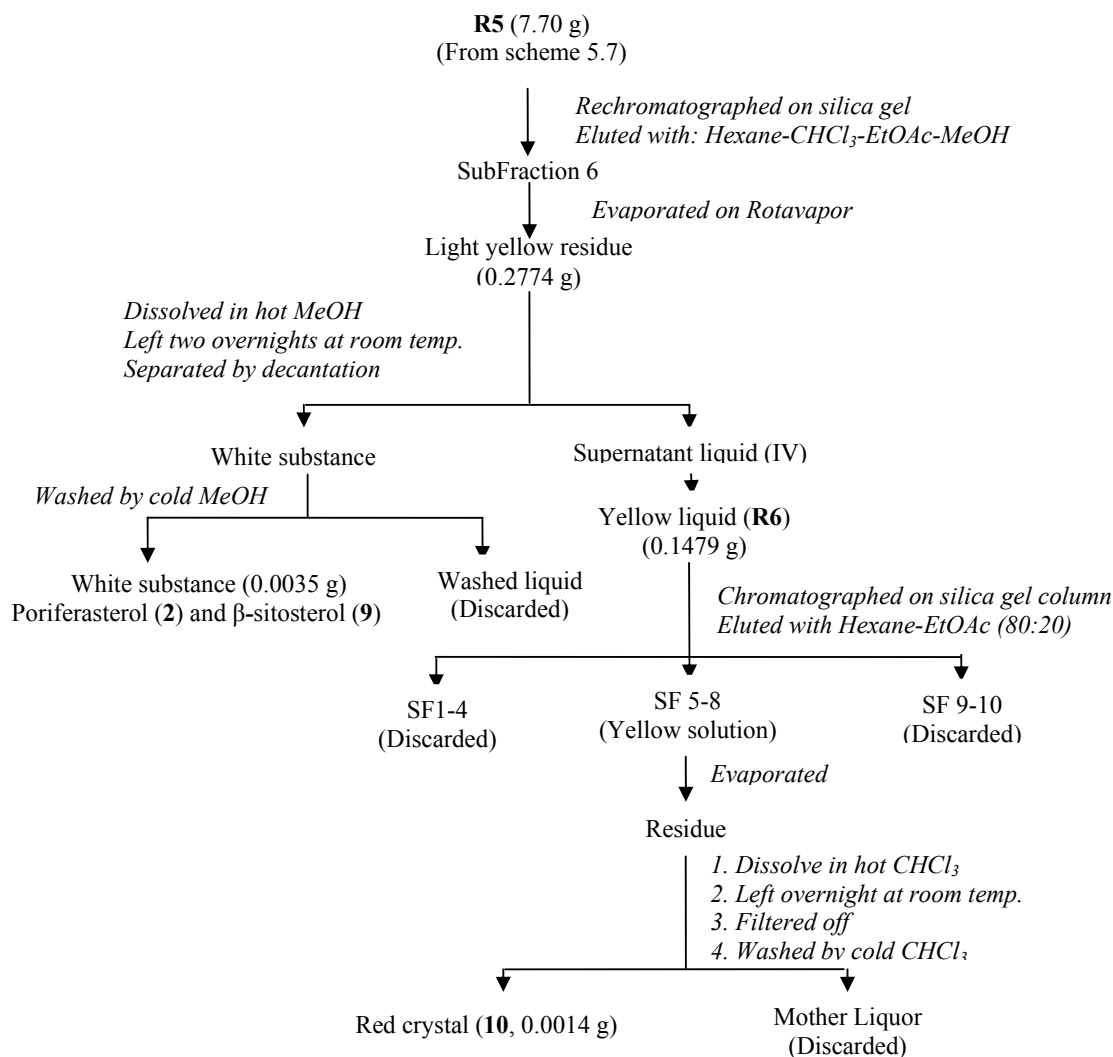 R5 (7.70 g)
(From scheme 5.7)
Rechromatographed on silica gel
Eluted with: Hexane-CHCl3-EtOAc-MeOH
SubFraction 6
Evaporated on Rotavapor
Light yellow residue
(0.2774 g)
Dissolved in hot MeOH
Left two overnights at room temp.
Separated by decantation
White substance
Supernatant liquid (IV)
Washed by cold MeOH
Yellow liquid (R6)
(0.1479 g)
White substance (0.0035 g)
Poriferasterol (2) and β-sitosterol (9)
Washed liquid
(Discarded)
Chromatographed on silica gel column
Eluted with Hexane-EtOAc (80:20)
SF1-4
(Discarded)
SF 5-8
(Yellow solution)
SF 9-10
(Discarded)
Evaporated
Residue
1. Dissolve in hot CHCl3
2. Left overnight at room temp.
3. Filtered off
4. Washed by cold CHCl3
Red crystal (10, 0.0014 g)
Mother Liquor
(Discarded)